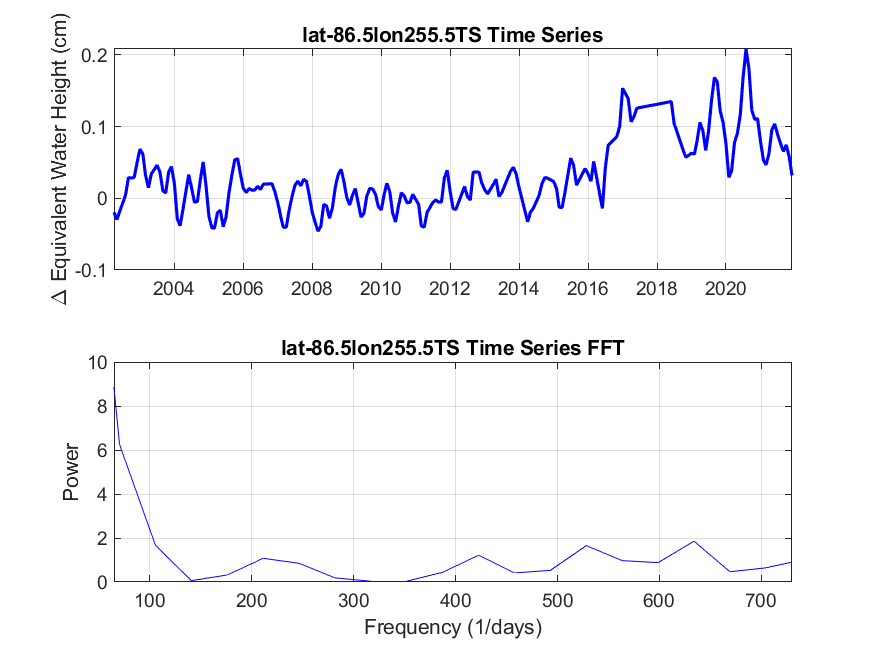 lat-86.5lon255.5TS Time Series
Δ Equivalent Water Height (cm)
0.2
0.1
0
-0.1
2004 2006 2008 2010 2012 2014 2016 2018 2020
lat-86.5lon255.5TS Time Series FFT
Power
10
8
6
4
2
0
100 200 300 400 500 600 700
Frequency (1/days)